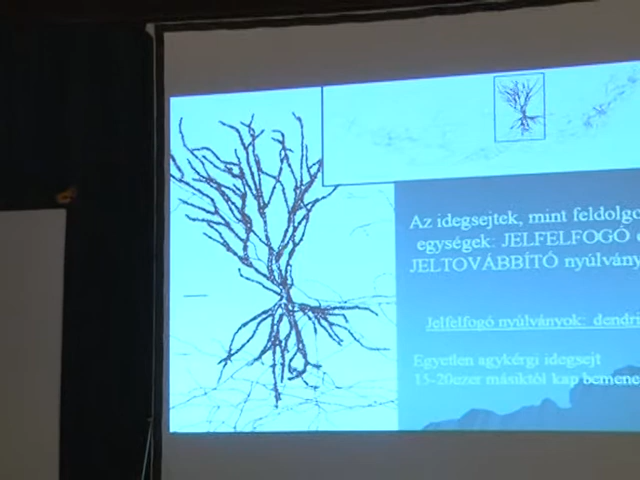 Az idegsejtek, mint feldolgo
egységek: JELFELFOGÓ
JELTOVÁBBÍTÓ nyúlvány
Jelfelfogó nyúlványok: dendri
Egyetlen agykérgi idegsejt
15-20ezer másiktól kap bemene